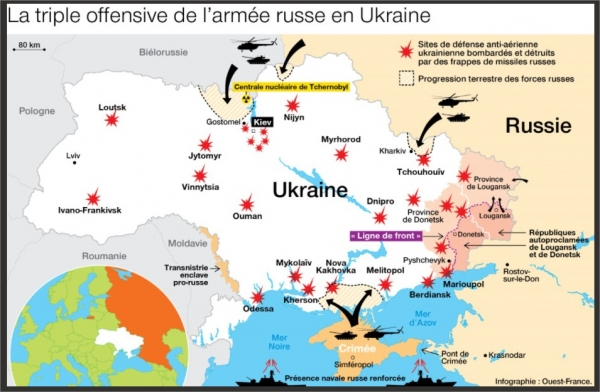 La triple offensive de l'armée russe en Ukraine
80 km
Biélorussie
Sites de défense anti-aérienne
ukrainienne bombardés et détruits
par des frappes de missiles russes
Progression terrestre des forces russes
Centrale nucléaire de Tchernobyl
Pologne
Loutsk
Gostomel
Kiev
Nijyn
Russie
Lviv
Jytomyr
Myrhorod
Kharkiv
Tchouhouïv
Vinnytsia
Ukraine
Province
de Lougansk
Ivano-Frankivsk
Ouman
Dnipro
Province
de Donetsk
Lougansk
« Ligne de front »
Donetsk
Républiques
autoproclamées
de Lougansk
et de Donetsk
Moldavie
Roumanie
Transnistrie
enclave
pro-russe
Mykolaïv
Nova
Kakhovka
Melitopol
Pyshchevyk
Marioupol
Rostov-
sur-le-Don
Odessa
Kherson
Berdiansk
Mer
Noire
Mer
d'Azov
Crimée
Simféropol
Pont de
Crimée
Krasnodar
Présence navale russe renforcée
Infographie : Ouest-France.